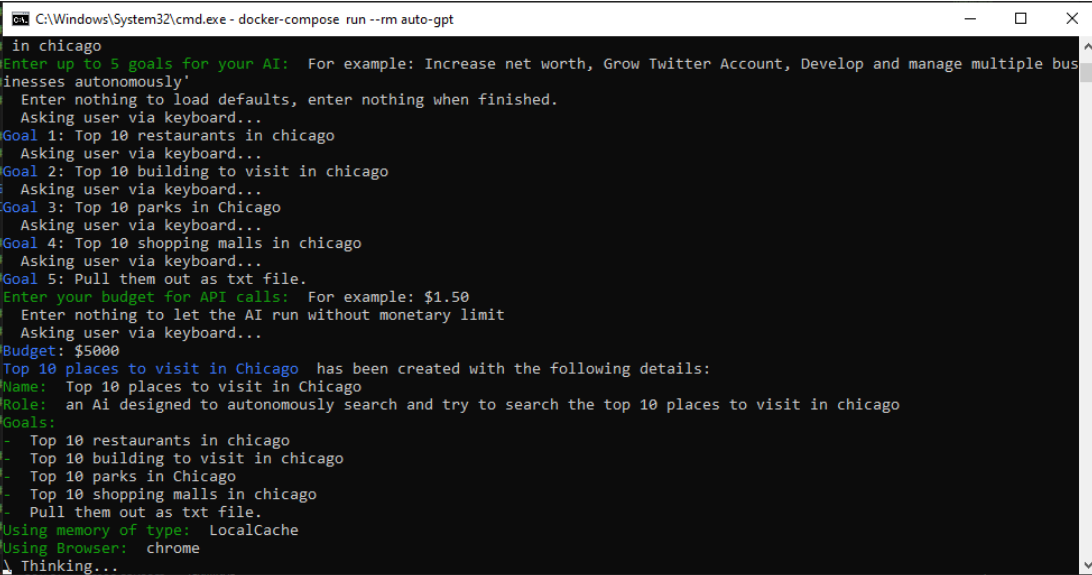 C:\Windows\System32\cmd.exe - docker-compose run --rm auto-gpt
in chicago
Enter up to 5 goals for your AI:  For example: Increase net worth, Grow Twitter Account, Develop and manage multiple bus
inesses autonomously'
Enter nothing to load defaults, enter nothing when finished.
Asking user via keyboard...
Goal 1: Top 10 restaurants in chicago
Asking user via keyboard...
Goal 2: Top 10 building to visit in chicago
Asking user via keyboard...
Goal 3: Top 10 parks in Chicago
Asking user via keyboard...
Goal 4: Top 10 shopping malls in chicago
Asking user via keyboard...
Goal 5: Pull them out as txt file.
Enter your budget for API calls:  For example: $1.50
Enter nothing to let the AI run without monetary limit
Asking user via keyboard...
Budget: $5000
Top 10 places to visit in Chicago  has been created with the following details:
Name:  Top 10 places to visit in Chicago
Role:  an Ai designed to autonomously search and try to search the top 10 places to visit in chicago
Goals:
-  Top 10 restaurants in chicago
-  Top 10 building to visit in chicago
-  Top 10 parks in Chicago
-  Top 10 shopping malls in chicago
-  Pull them out as txt file.
Using memory of type:  LocalCache
Using Browser:  chrome
\ Thinking...